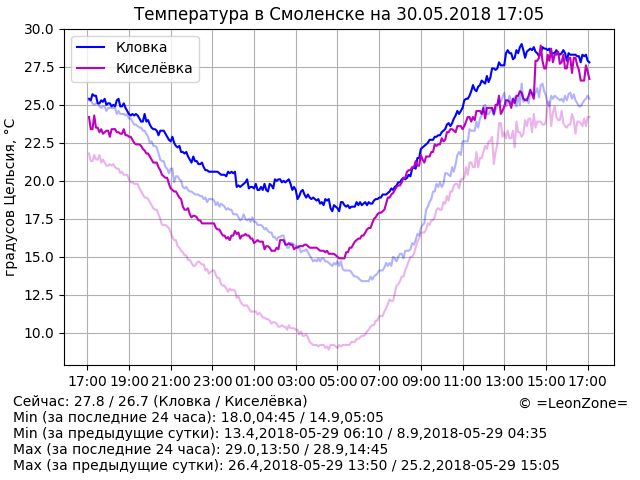 Температура в Смоленске на 30.05.2018 17:05
Кловка
Киселёвка
градусов Цельсия, °C
30.0
27.5
25.0
22.5
20.0
17.5
15.0
12.5
10.0
17:00 19:00 21:00 23:00 01:00 03:00 05:00 07:00 09:00 11:00 13:00 15:00 17:00
Сейчас: 27.8 / 26.7 (Кловка / Киселёвка)
© =LeonZone=
Min (за последние 24 часа): 18.0,04:45 / 14.9,05:05
Min (за предыдущие сутки): 13.4,2018-05-29 06:10 / 8.9,2018-05-29 04:35
Max (за последние 24 часа): 29.0,13:50 / 28.9,14:45
Max (за предыдущие сутки): 26.4,2018-05-29 13:50 / 25.2,2018-05-29 15:05